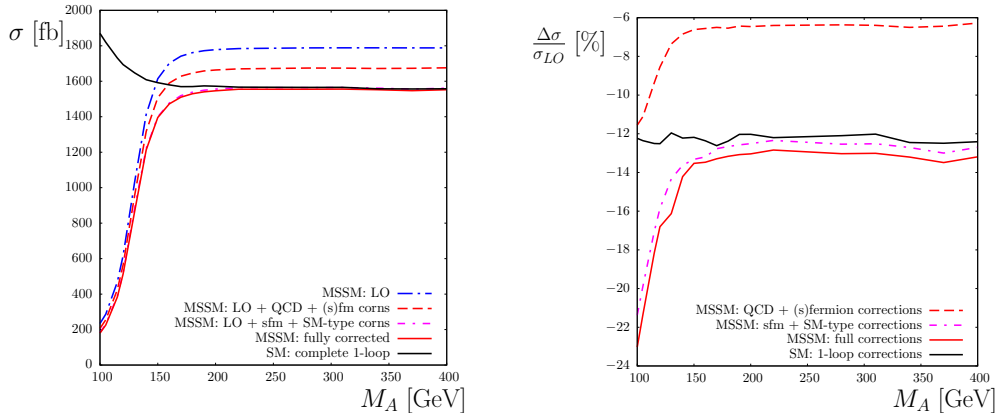 σ [fb]
2000
1800
1600
1400
1200
1000
800
600
400
200
0
MSSM: LO
MSSM: LO + QCD + (s)fm corns
MSSM: LO + sfm + SM-type corns
MSSM: fully corrected
SM: complete 1-loop
100 150 200 250 300 350 400
M_A [GeV]
Δσ/σ_LO [%]
−6
−8
−10
−12
−14
−16
−18
−20
−22
−24
MSSM: QCD + (s)fermion corrections
MSSM: sfm + SM-type corrections
MSSM: full corrections
SM: 1-loop corrections
100 150 200 250 300 350 400
M_A [GeV]